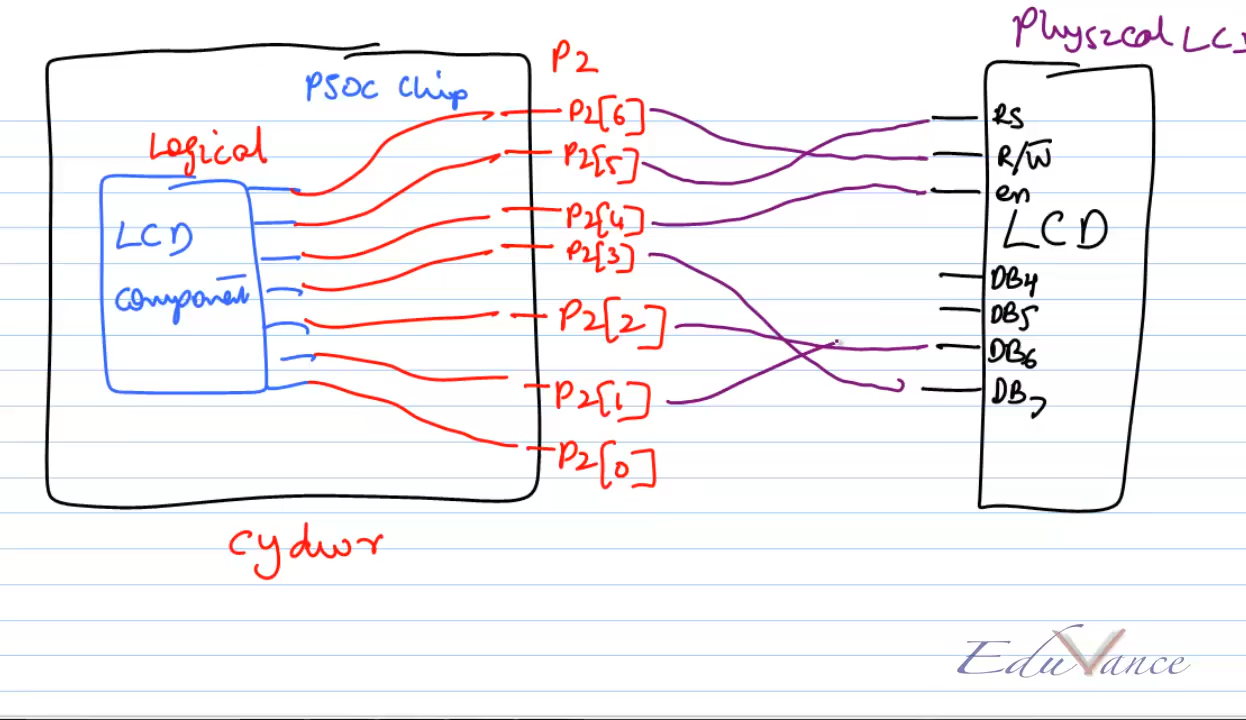 P2
Physical LCD
PSOC Chip
Logical
LCD
Component
P2[6]
P2[5]
P2[4]
P2[3]
P2[2]
P2[1]
P2[0]
RS
R/W̅
en
LCD
DB4
DB5
DB6
DB7
Cydwr
EduVance